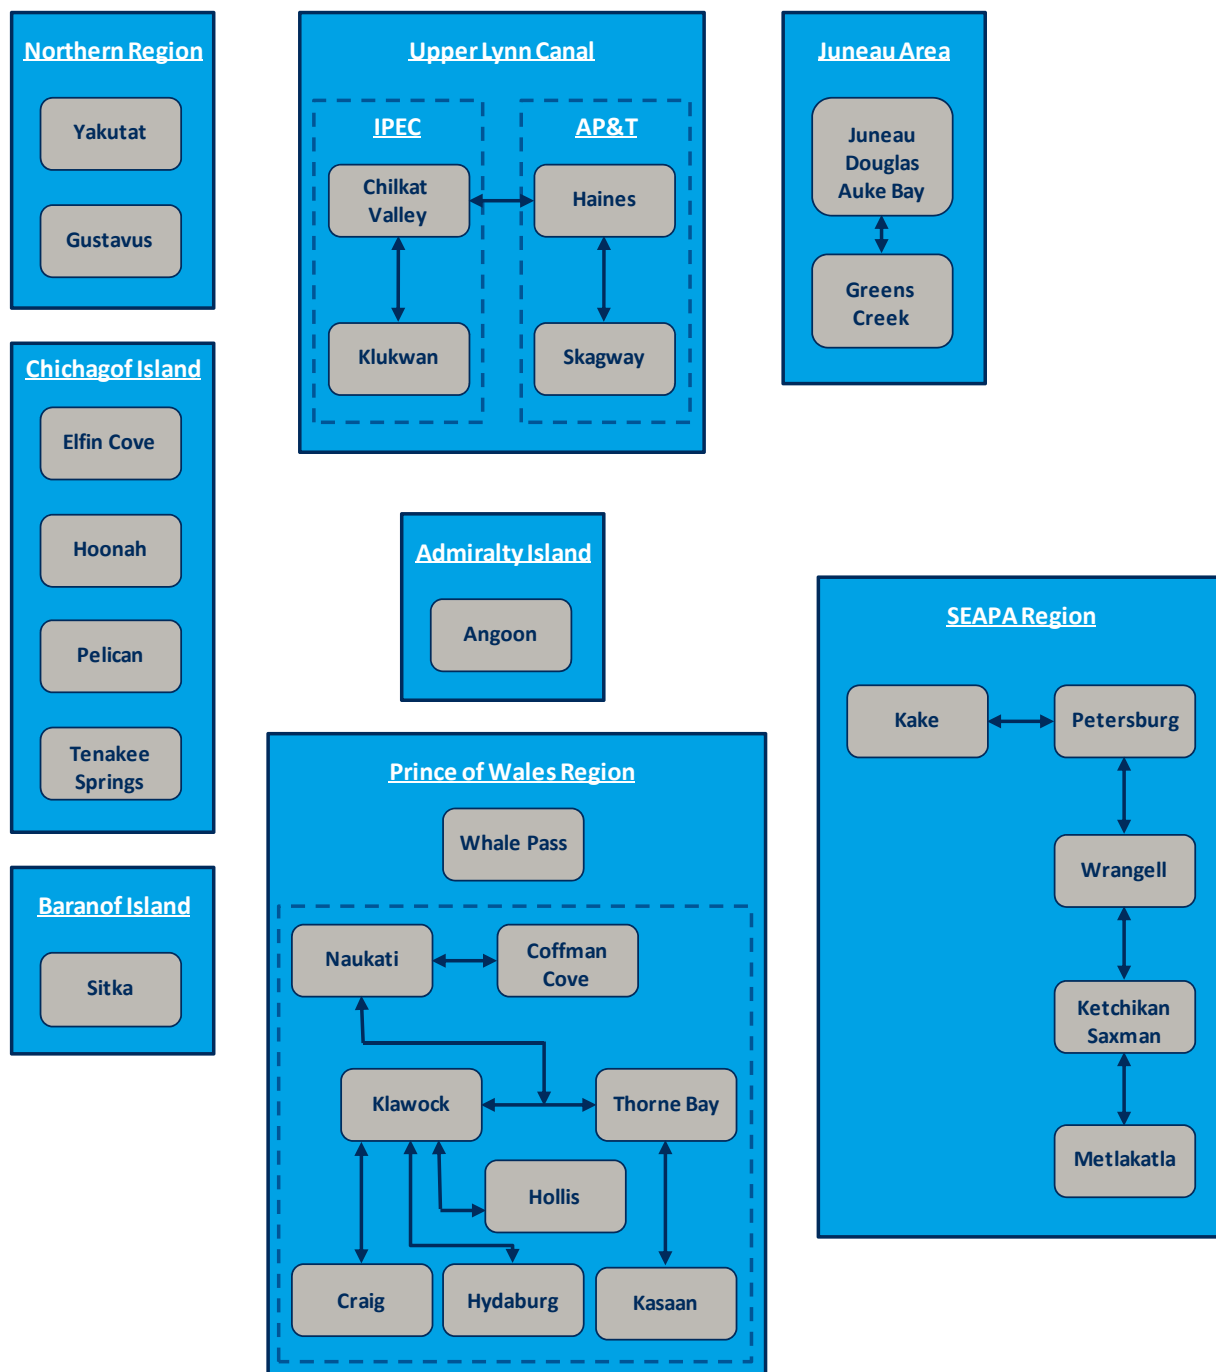 Northern Region
Yakutat
Gustavus
Upper Lynn Canal
IPEC
Chilkat
Valley
Klukwan
AP&T
Haines
Skagway
Juneau Area
Juneau
Douglas
Auke Bay
Greens
Creek
Chichagof Island
Elfin Cove
Hoonah
Pelican
Tenakee
Springs
Admiralty Island
Angoon
SEAPA Region
Kake
Petersburg
Wrangell
Ketchikan
Saxman
Metlakatla
Baranof Island
Sitka
Prince of Wales Region
Whale Pass
Naukati
Coffman
Cove
Klawock
Thorne Bay
Hollis
Craig
Hydaburg
Kasaan